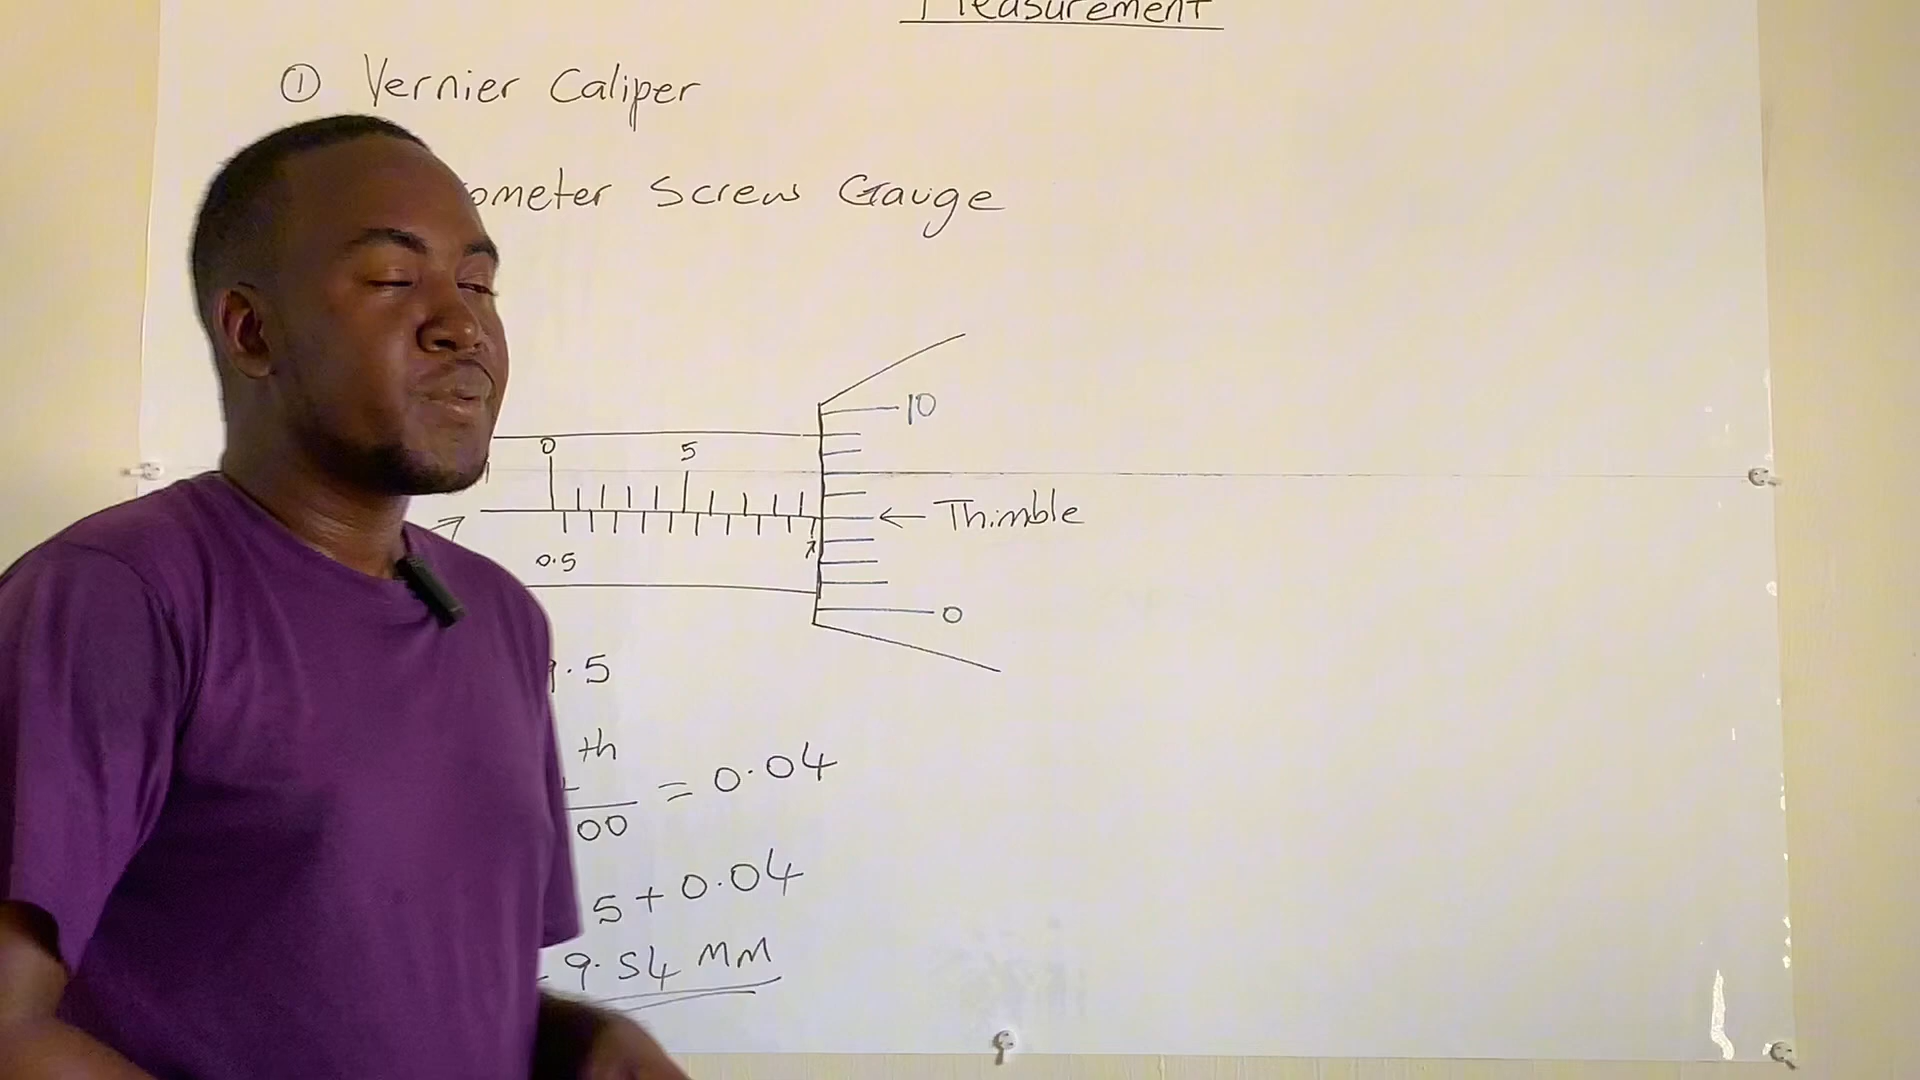 Measurement
① Vernier Caliper
ometer Screw Gauge
10
0 5
← Thimble
0.5
0
9.5
th
00 = 0.04
5 + 0.04
= 9.54 MM